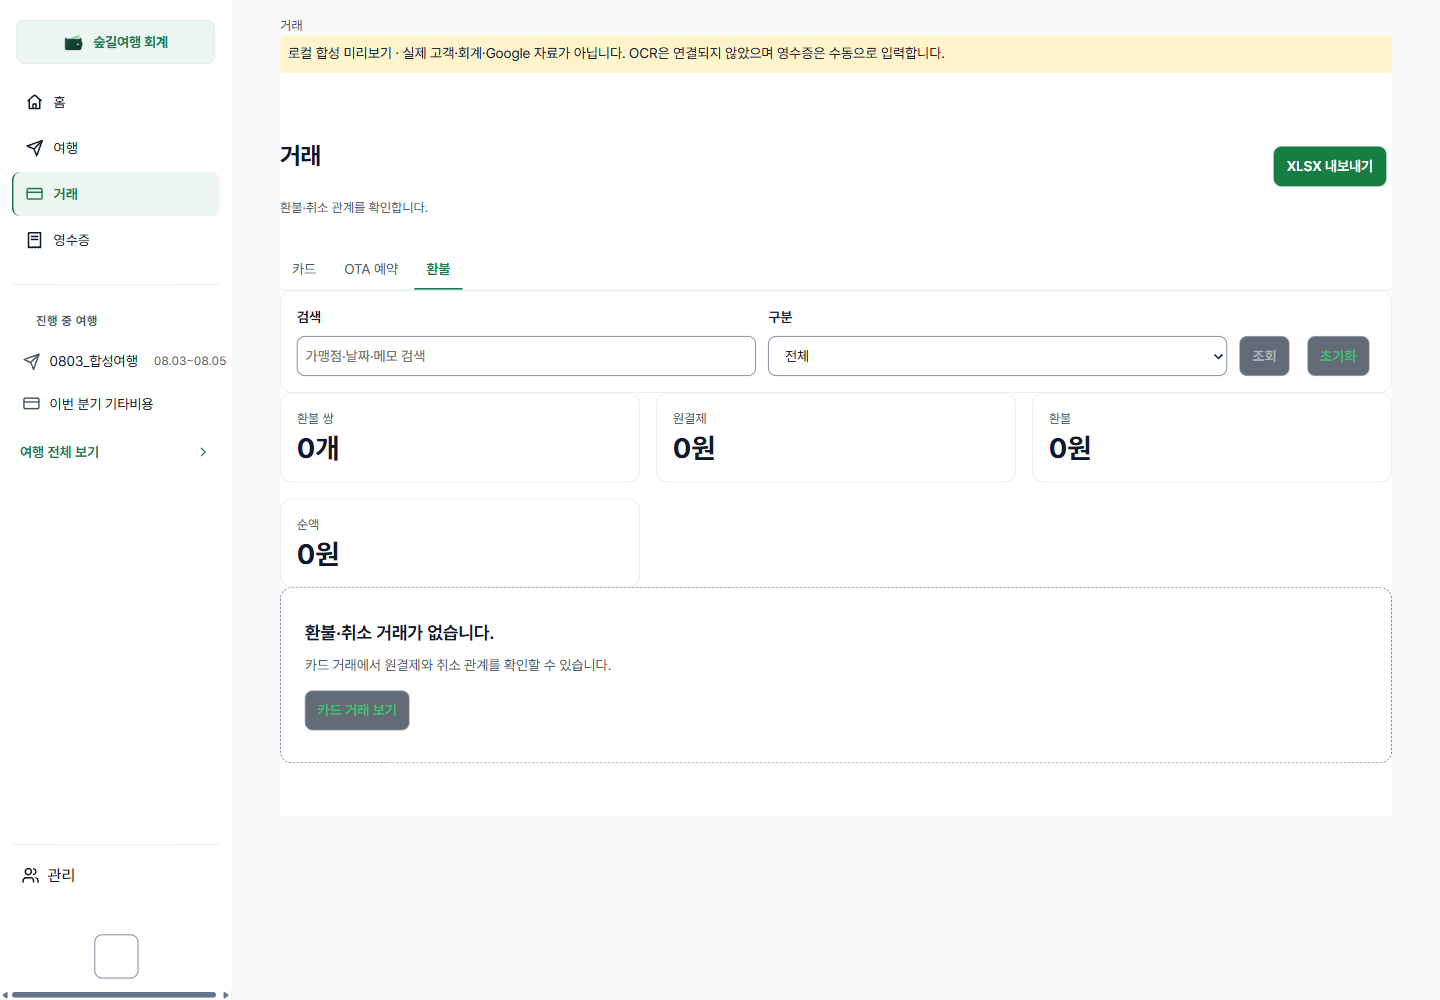 숲길여행 회계
홈
여행
거래
영수증
진행 중 여행
0803_합성여행 08.03~08.05
이번 분기 기타비용
여행 전체 보기
관리
거래
로컬 합성 미리보기 · 실제 고객·회계·Google 자료가 아닙니다. OCR은 연결되지 않았으며 영수증은 수동으로 입력합니다.
거래
XLSX 내보내기
환불·취소 관계를 확인합니다.
카드 OTA 예약 환불
검색 구분
가맹점·날짜·메모 검색 전체 조회 초기화
환불 쌍 원결제 환불
0개 0원 0원
순액
0원
환불·취소 거래가 없습니다.
카드 거래에서 원결제와 취소 관계를 확인할 수 있습니다.
카드 거래 보기